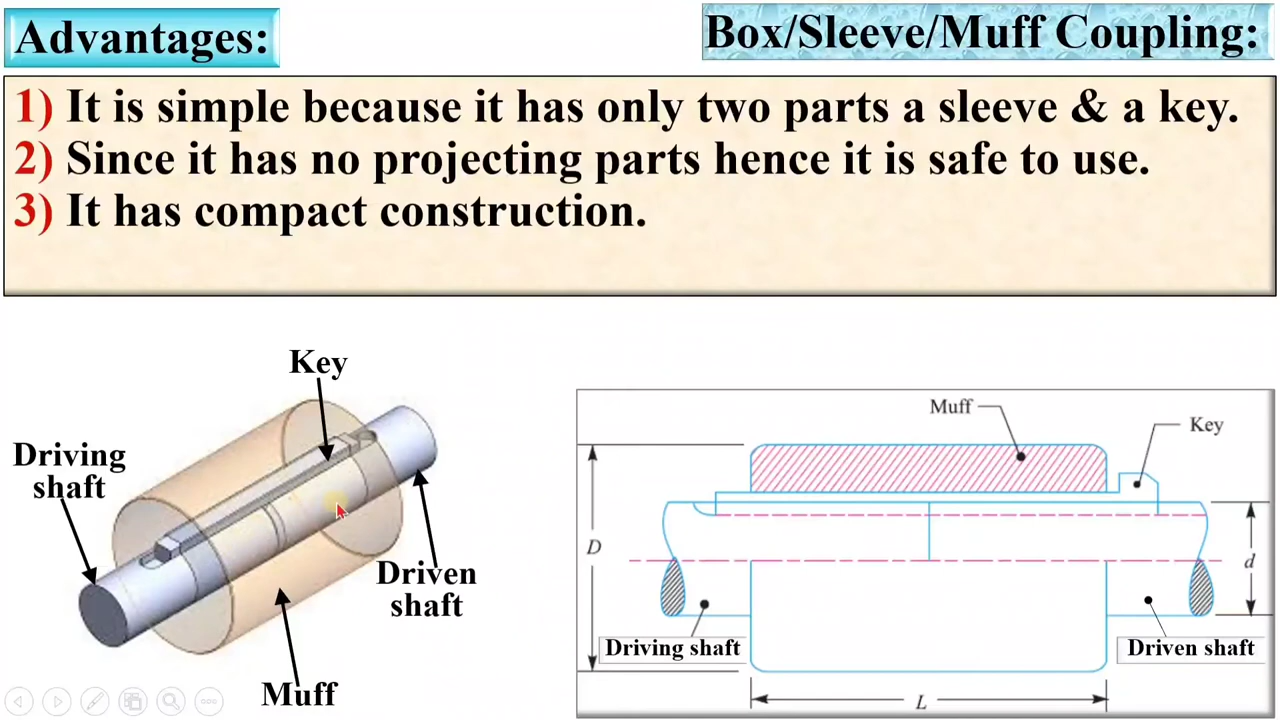 Advantages:
Box/Sleeve/Muff Coupling:
1) It is simple because it has only two parts a sleeve & a key.
2) Since it has no projecting parts hence it is safe to use.
3) It has compact construction.
Key
Driving
shaft
Driven
shaft
Muff
Muff
Key
D
d
Driving shaft
Driven shaft
L